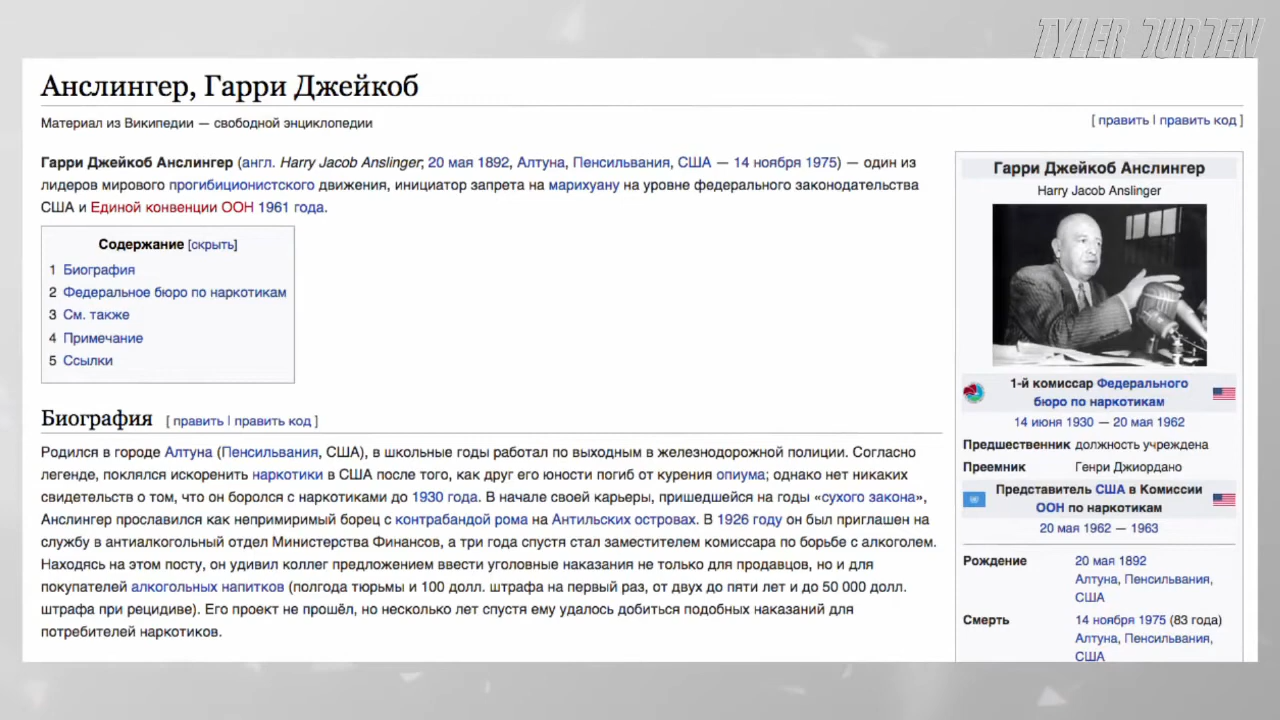 TYLER DURDEN
Анслингер, Гарри Джейкоб
Материал из Википедии — свободной энциклопедии
[ править | править код ]
Гарри Джейкоб Анслингер (англ. Harry Jacob Anslinger; 20 мая 1892, Алтуна, Пенсильвания, США — 14 ноября 1975) — один из
лидеров мирового прогибиционистского движения, инициатор запрета на марихуану на уровне федерального законодательства
США и Единой конвенции ООН 1961 года.
Содержание [скрыть]
1 Биография
2 Федеральное бюро по наркотикам
3 См. также
4 Примечание
5 Ссылки
Биография [ править | править код ]
Родился в городе Алтуна (Пенсильвания, США), в школьные годы работал по выходным в железнодорожной полиции. Согласно
легенде, поклялся искоренить наркотики в США после того, как друг его юности погиб от курения опиума; однако нет никаких
свидетельств о том, что он боролся с наркотиками до 1930 года. В начале своей карьеры, пришедшейся на годы «сухого закона»,
Анслингер прославился как непримиримый борец с контрабандой рома на Антильских островах. В 1926 году он был приглашен на
службу в антиалкогольный отдел Министерства Финансов, а три года спустя стал заместителем комиссара по борьбе с алкоголем.
Находясь на этом посту, он удивил коллег предложением ввести уголовные наказания не только для продавцов, но и для
покупателей алкогольных напитков (полгода тюрьмы и 100 долл. штрафа на первый раз, от двух до пяти лет и до 50 000 долл.
штрафа при рецидиве). Его проект не прошёл, но несколько лет спустя ему удалось добиться подобных наказаний для
потребителей наркотиков.
Гарри Джейкоб Анслингер
Harry Jacob Anslinger
1-й комиссар Федерального
бюро по наркотикам
14 июня 1930 — 20 мая 1962
Предшественник должность учреждена
Преемник Генри Джиордано
Представитель США в Комиссии
ООН по наркотикам
20 мая 1962 — 1963
Рождение 20 мая 1892
Алтуна, Пенсильвания,
США
Смерть 14 ноября 1975 (83 года)
Алтуна, Пенсильвания,
США